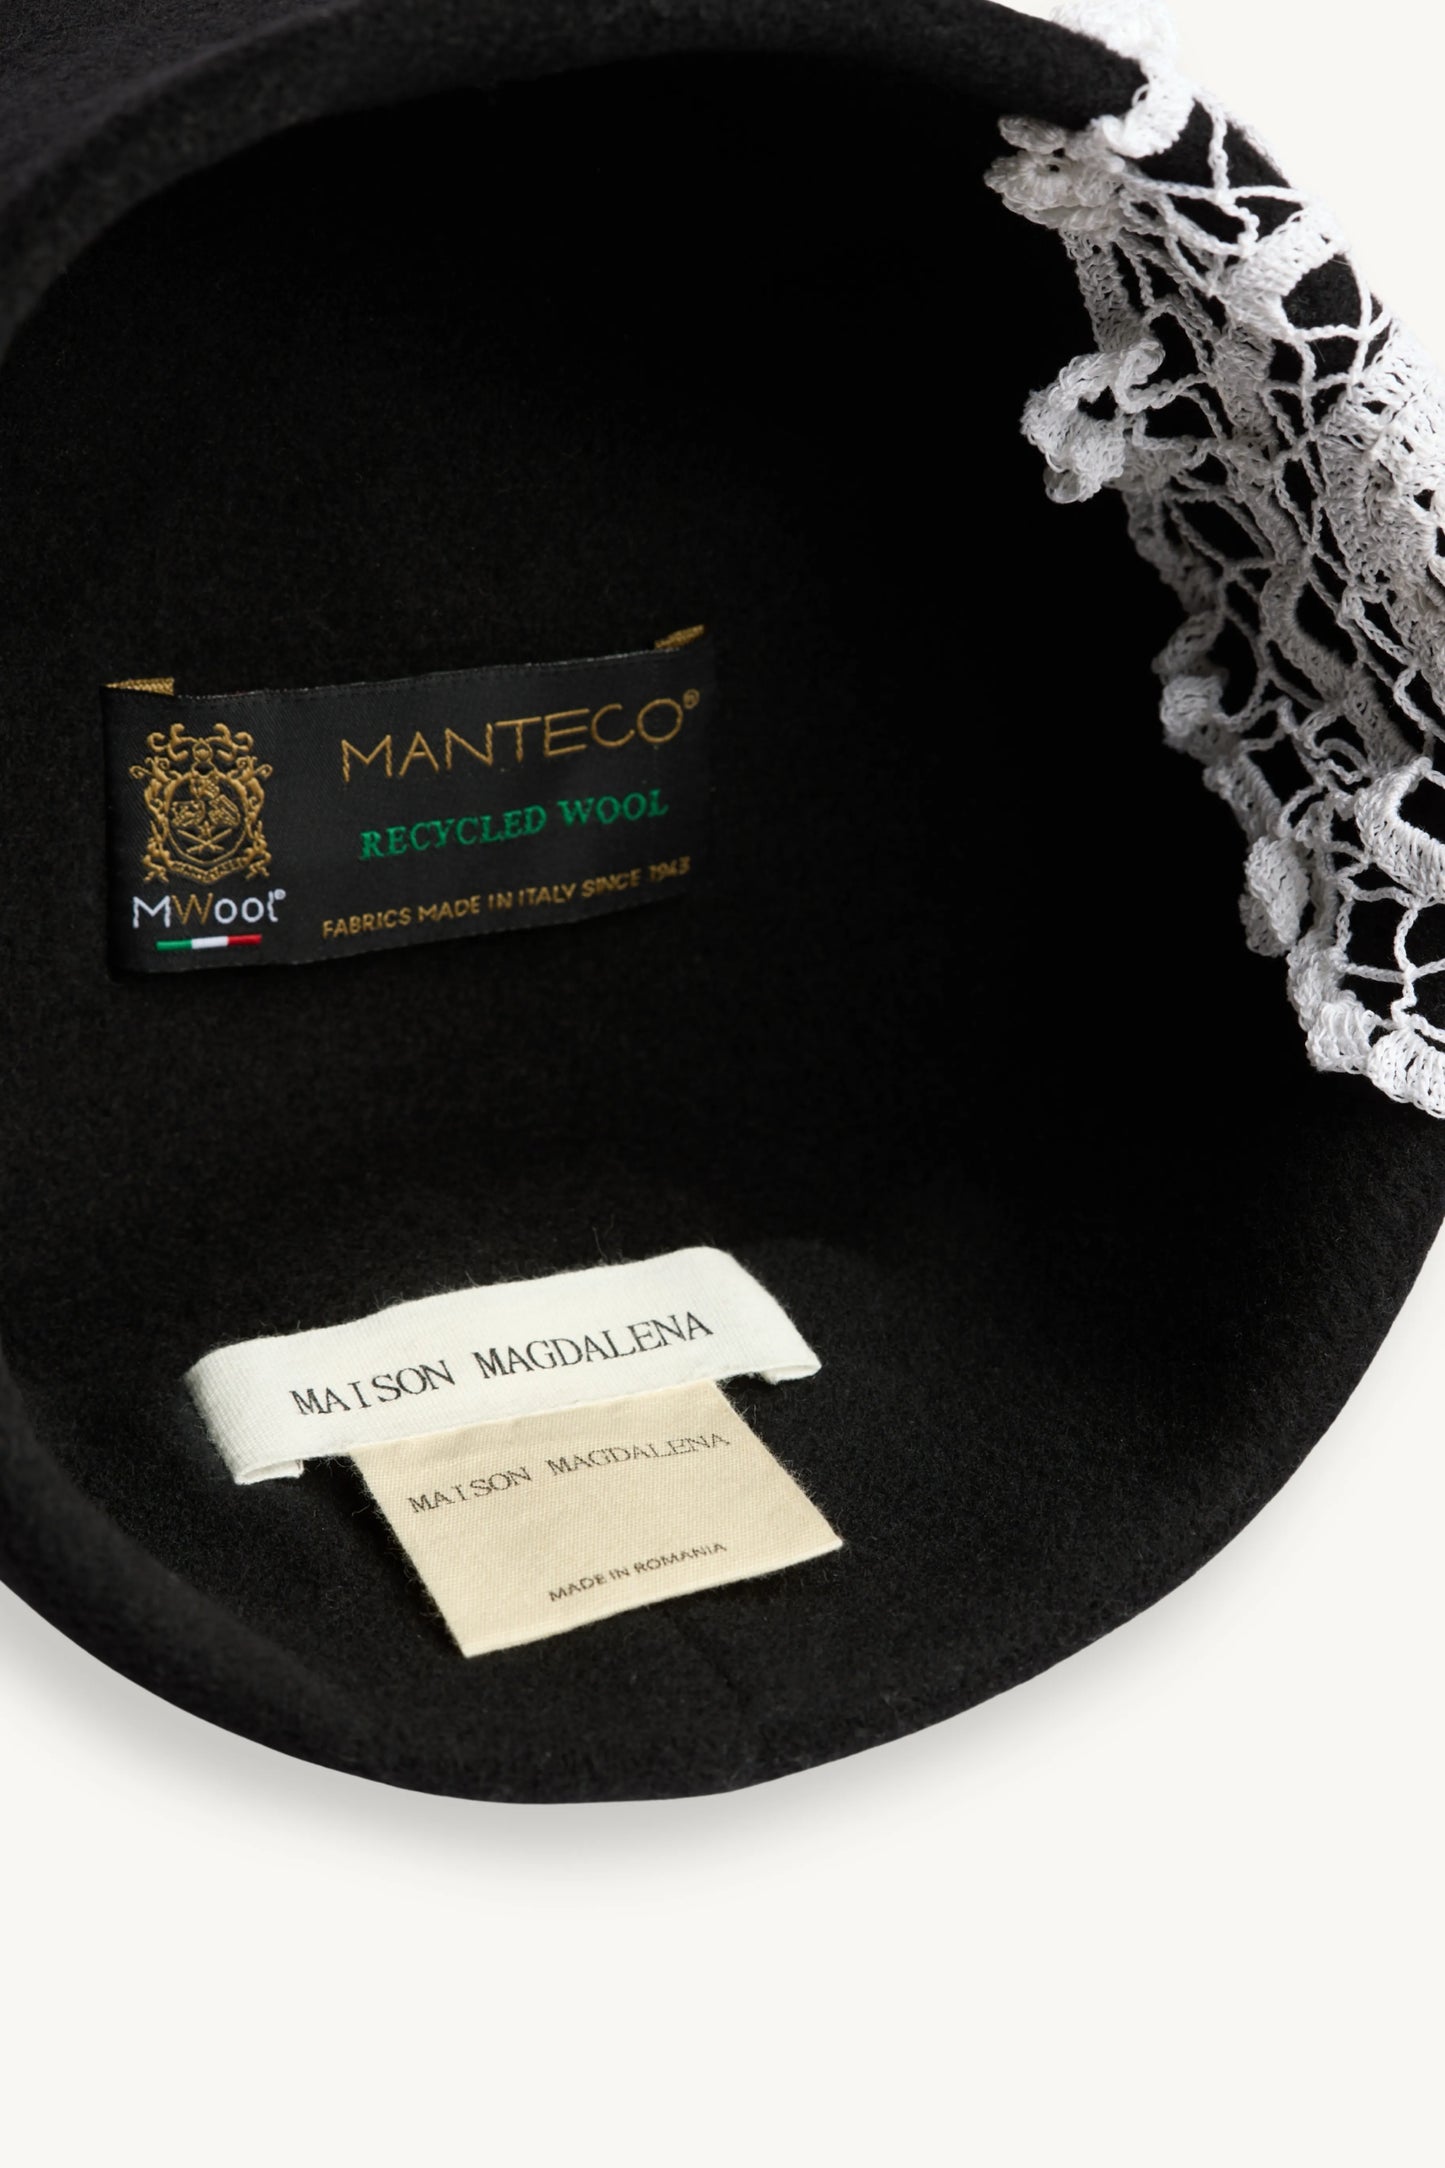 MANTECO®
RECYCLED WOOL
MWool®
FABRICS MADE IN ITALY SINCE 1943
MAISON MAGDALENA
MAISON MAGDALENA
MADE IN ROMANIA